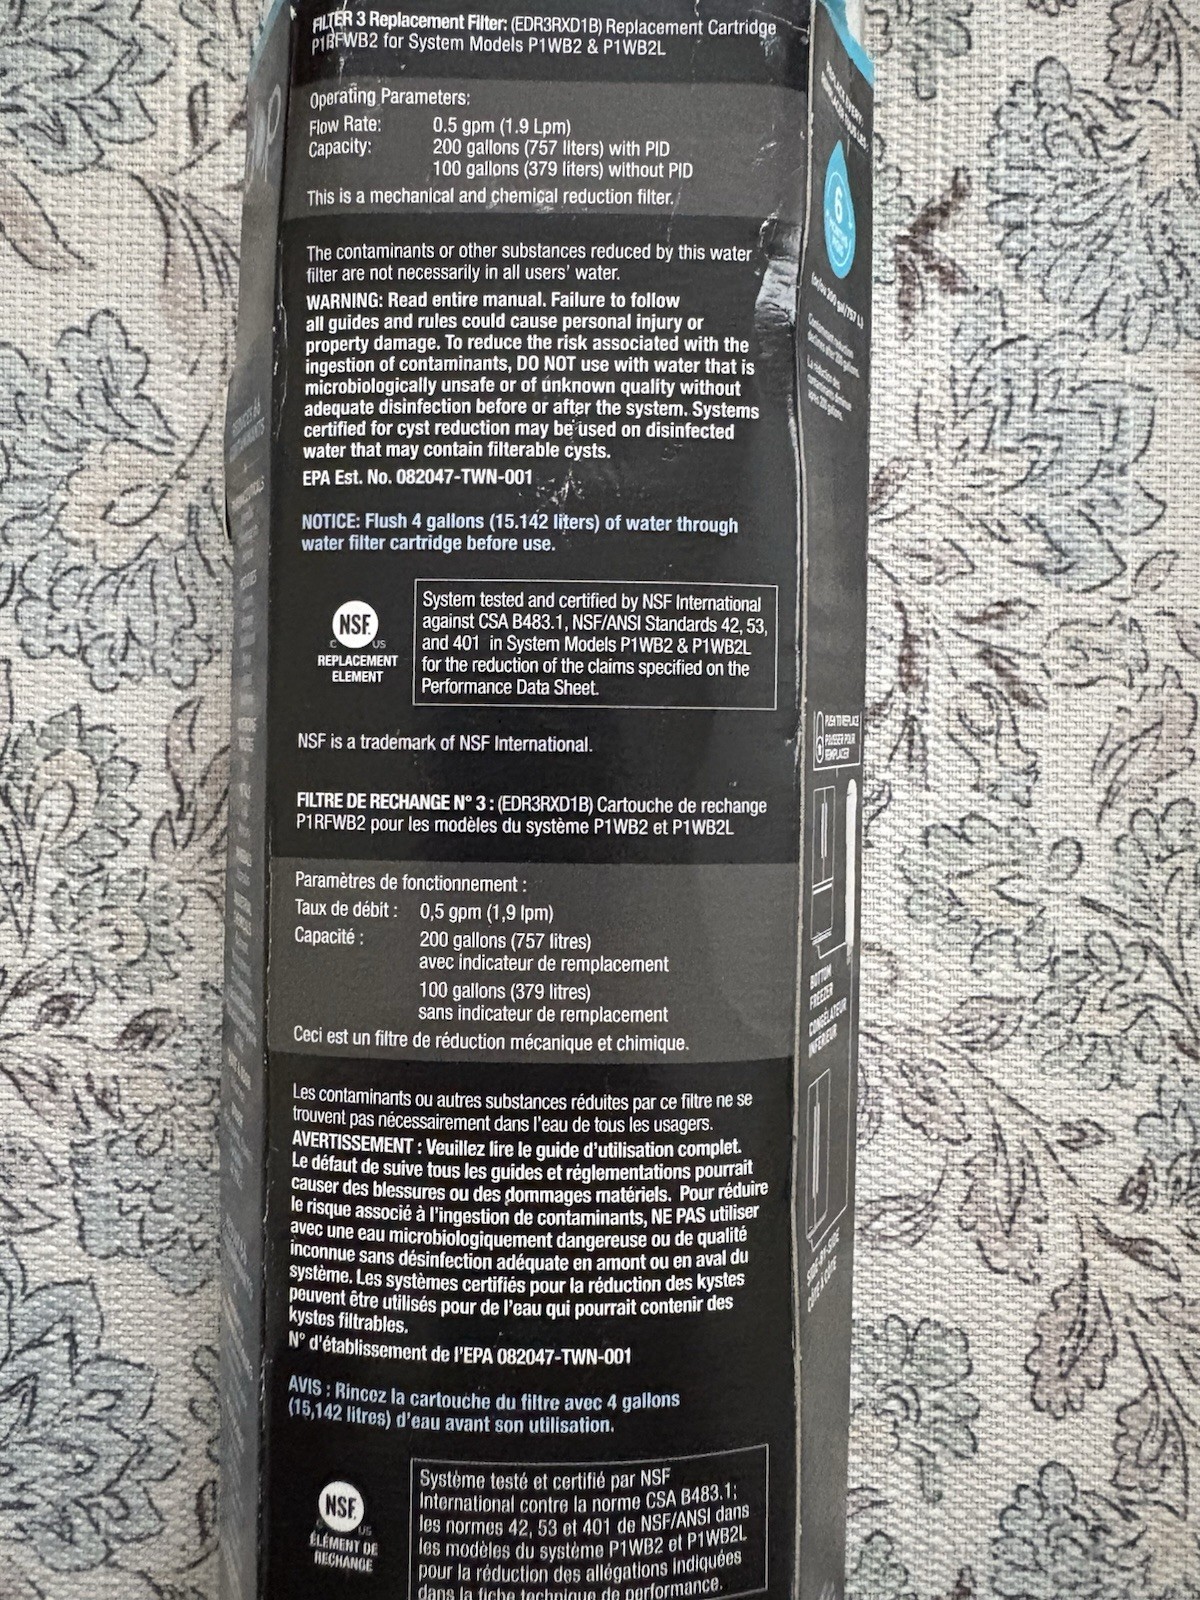 FILTER 3 Replacement Filter: (EDR3RXD1B) Replacement Cartridge
P1RFWB2 for System Models P1WB2 & P1WB2L
Operating Parameters:
Flow Rate: 0.5 gpm (1.9 Lpm)
Capacity: 200 gallons (757 liters) with PID
100 gallons (379 liters) without PID
This is a mechanical and chemical reduction filter.
The contaminants or other substances reduced by this water
filter are not necessarily in all users' water.
WARNING: Read entire manual. Failure to follow
all guides and rules could cause personal injury or
property damage. To reduce the risk associated with the
ingestion of contaminants, DO NOT use with water that is
microbiologically unsafe or of unknown quality without
adequate disinfection before or after the system. Systems
certified for cyst reduction may be used on disinfected
water that may contain filterable cysts.
EPA Est. No. 082047-TWN-001
NOTICE: Flush 4 gallons (15.142 liters) of water through
water filter cartridge before use.
NSF
C US
REPLACEMENT
ELEMENT
System tested and certified by NSF International
against CSA B483.1, NSF/ANSI Standards 42, 53,
and 401 in System Models P1WB2 & P1WB2L
for the reduction of the claims specified on the
Performance Data Sheet.
NSF is a trademark of NSF International.
FILTRE DE RECHANGE N° 3 : (EDR3RXD1B) Cartouche de rechange
P1RFWB2 pour les modèles du système P1WB2 et P1WB2L
Paramètres de fonctionnement :
Taux de débit : 0,5 gpm (1,9 lpm)
Capacité : 200 gallons (757 litres)
avec indicateur de remplacement
100 gallons (379 litres)
sans indicateur de remplacement
Ceci est un filtre de réduction mécanique et chimique.
Les contaminants ou autres substances réduites par ce filtre ne se
trouvent pas nécessairement dans l'eau de tous les usagers.
AVERTISSEMENT : Veuillez lire le guide d'utilisation complet.
Le défaut de suivre tous les guides et réglementations pourrait
causer des blessures ou des dommages matériels. Pour réduire
le risque associé à l'ingestion de contaminants, NE PAS utiliser
avec une eau microbiologiquement dangereuse ou de qualité
inconnue sans désinfection adéquate en amont ou en aval du
système. Les systèmes certifiés pour la réduction des kystes
peuvent être utilisés pour de l'eau qui pourrait contenir des
kystes filtrables.
N° d'établissement de l'EPA 082047-TWN-001
AVIS : Rincez la cartouche du filtre avec 4 gallons
(15,142 litres) d'eau avant son utilisation.
NSF
C US
ÉLÉMENT DE
RECHANGE
Système testé et certifié par NSF
International contre la norme CSA B483.1;
les normes 42, 53 et 401 de NSF/ANSI dans
les modèles du système P1WB2 et P1WB2L
pour la réduction des allégations indiquées
dans la fiche technique de performance.
6
(or/ou 200 gal/757 L)
PUSH TO REPLACE
POUSSER POUR
REMPLACER
BOTTOM
FREEZER
CONGÉLATEUR
INFÉRIEUR
SIDE-BY-SIDE
CÔTE À CÔTE